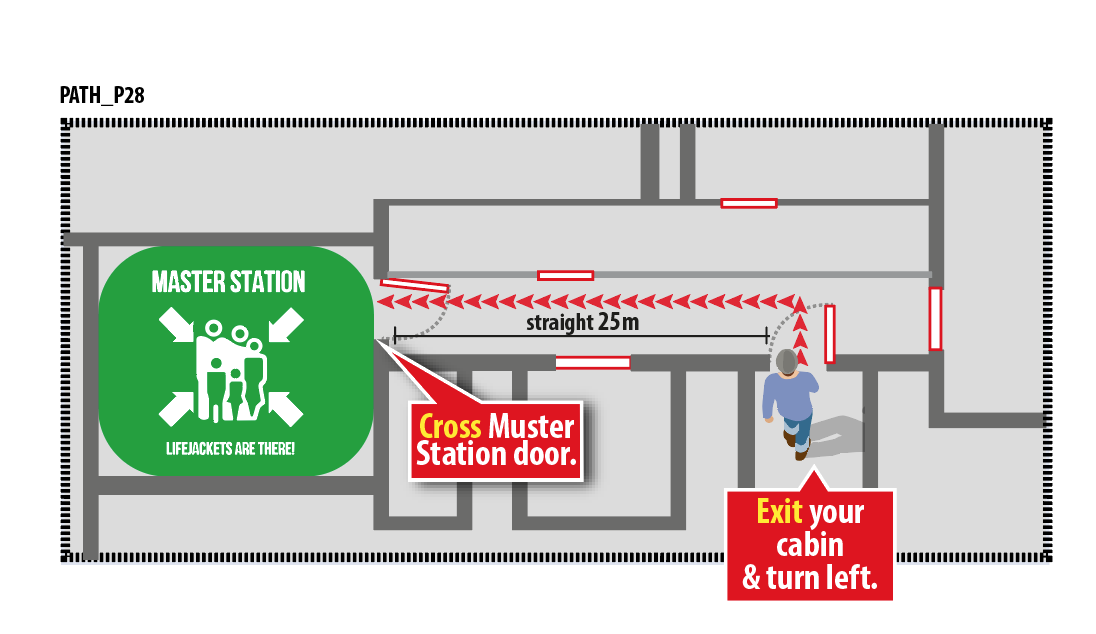 PATH_P28
MASTER STATION
LIFEJACKETS ARE THERE!
straight 25m
Cross Muster
Station door.
Exit your
cabin
& turn left.